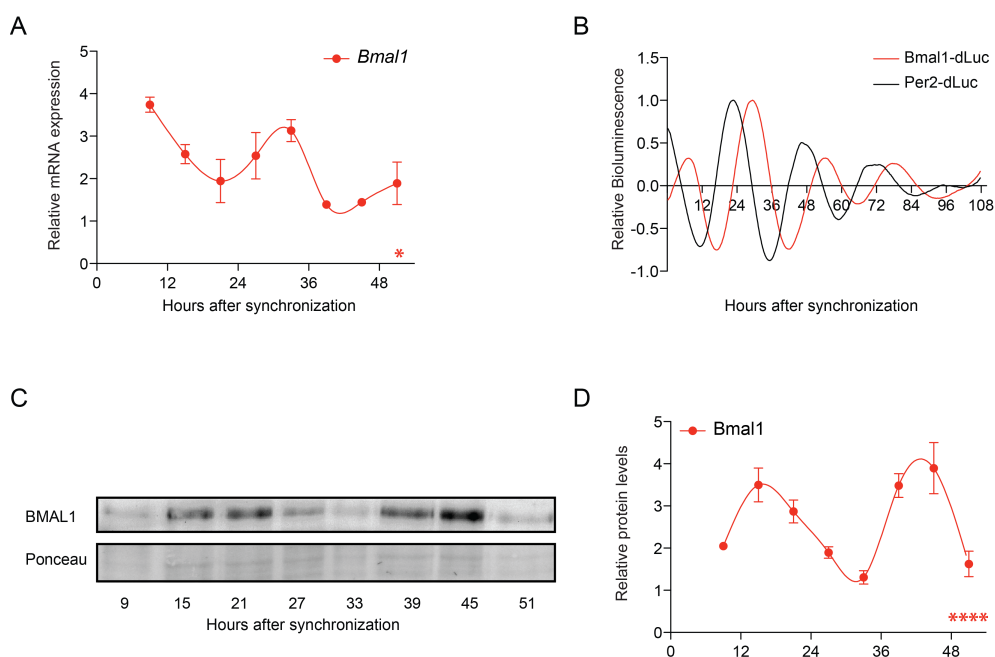 A
Bmal1
Relative mRNA expression
5
4
3
2
1
0
*
0 12 24 36 48
Hours after synchronization
B
Bmal1-dLuc
Per2-dLuc
Relative Bioluminescence
1.5
1.0
0.5
0.0
-0.5
-1.0
12 24 36 48 60 72 84 96 108
Hours after synchronization
C
BMAL1
Ponceau
9 15 21 27 33 39 45 51
Hours after synchronization
D
Bmal1
Relative protein levels
5
4
3
2
1
0
****
0 12 24 36 48